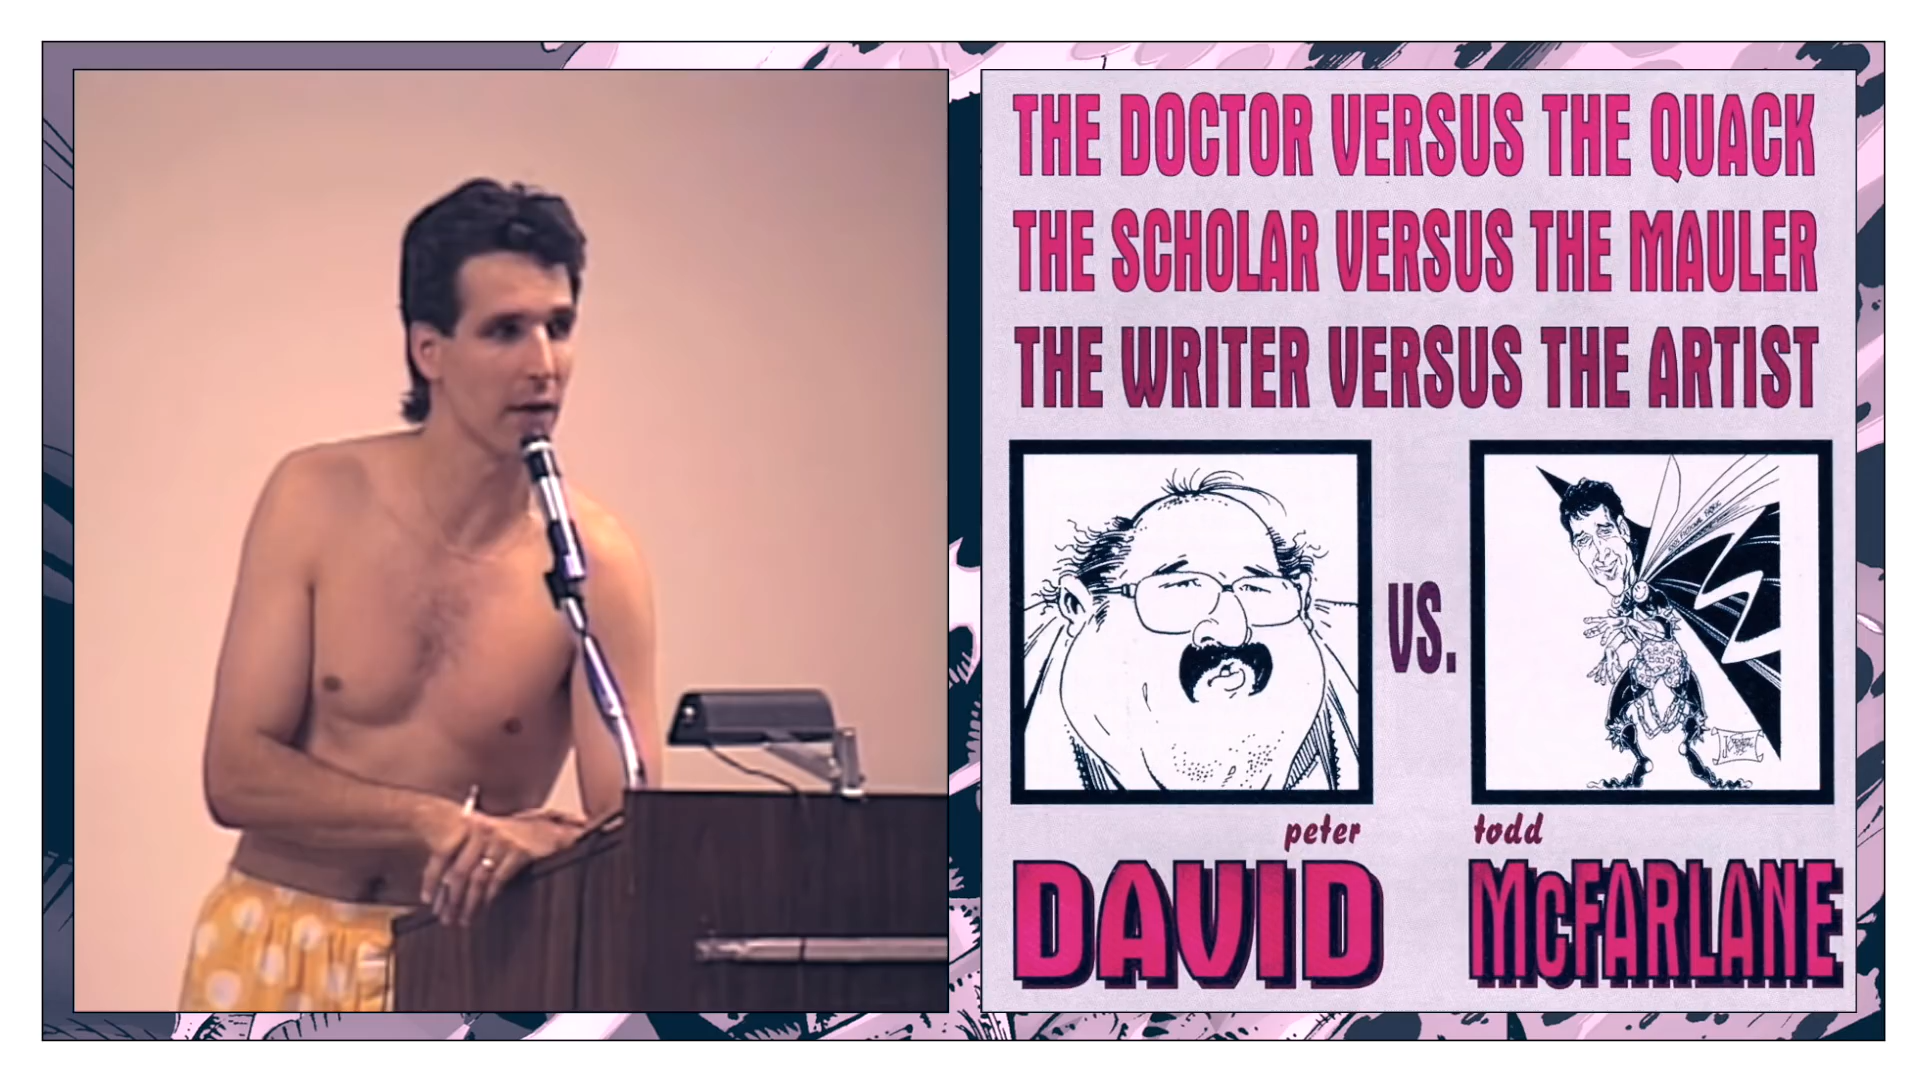 THE DOCTOR VERSUS THE QUACK
THE SCHOLAR VERSUS THE MAULER
THE WRITER VERSUS THE ARTIST
VS.
peter
DAVID
todd
McFARLANE